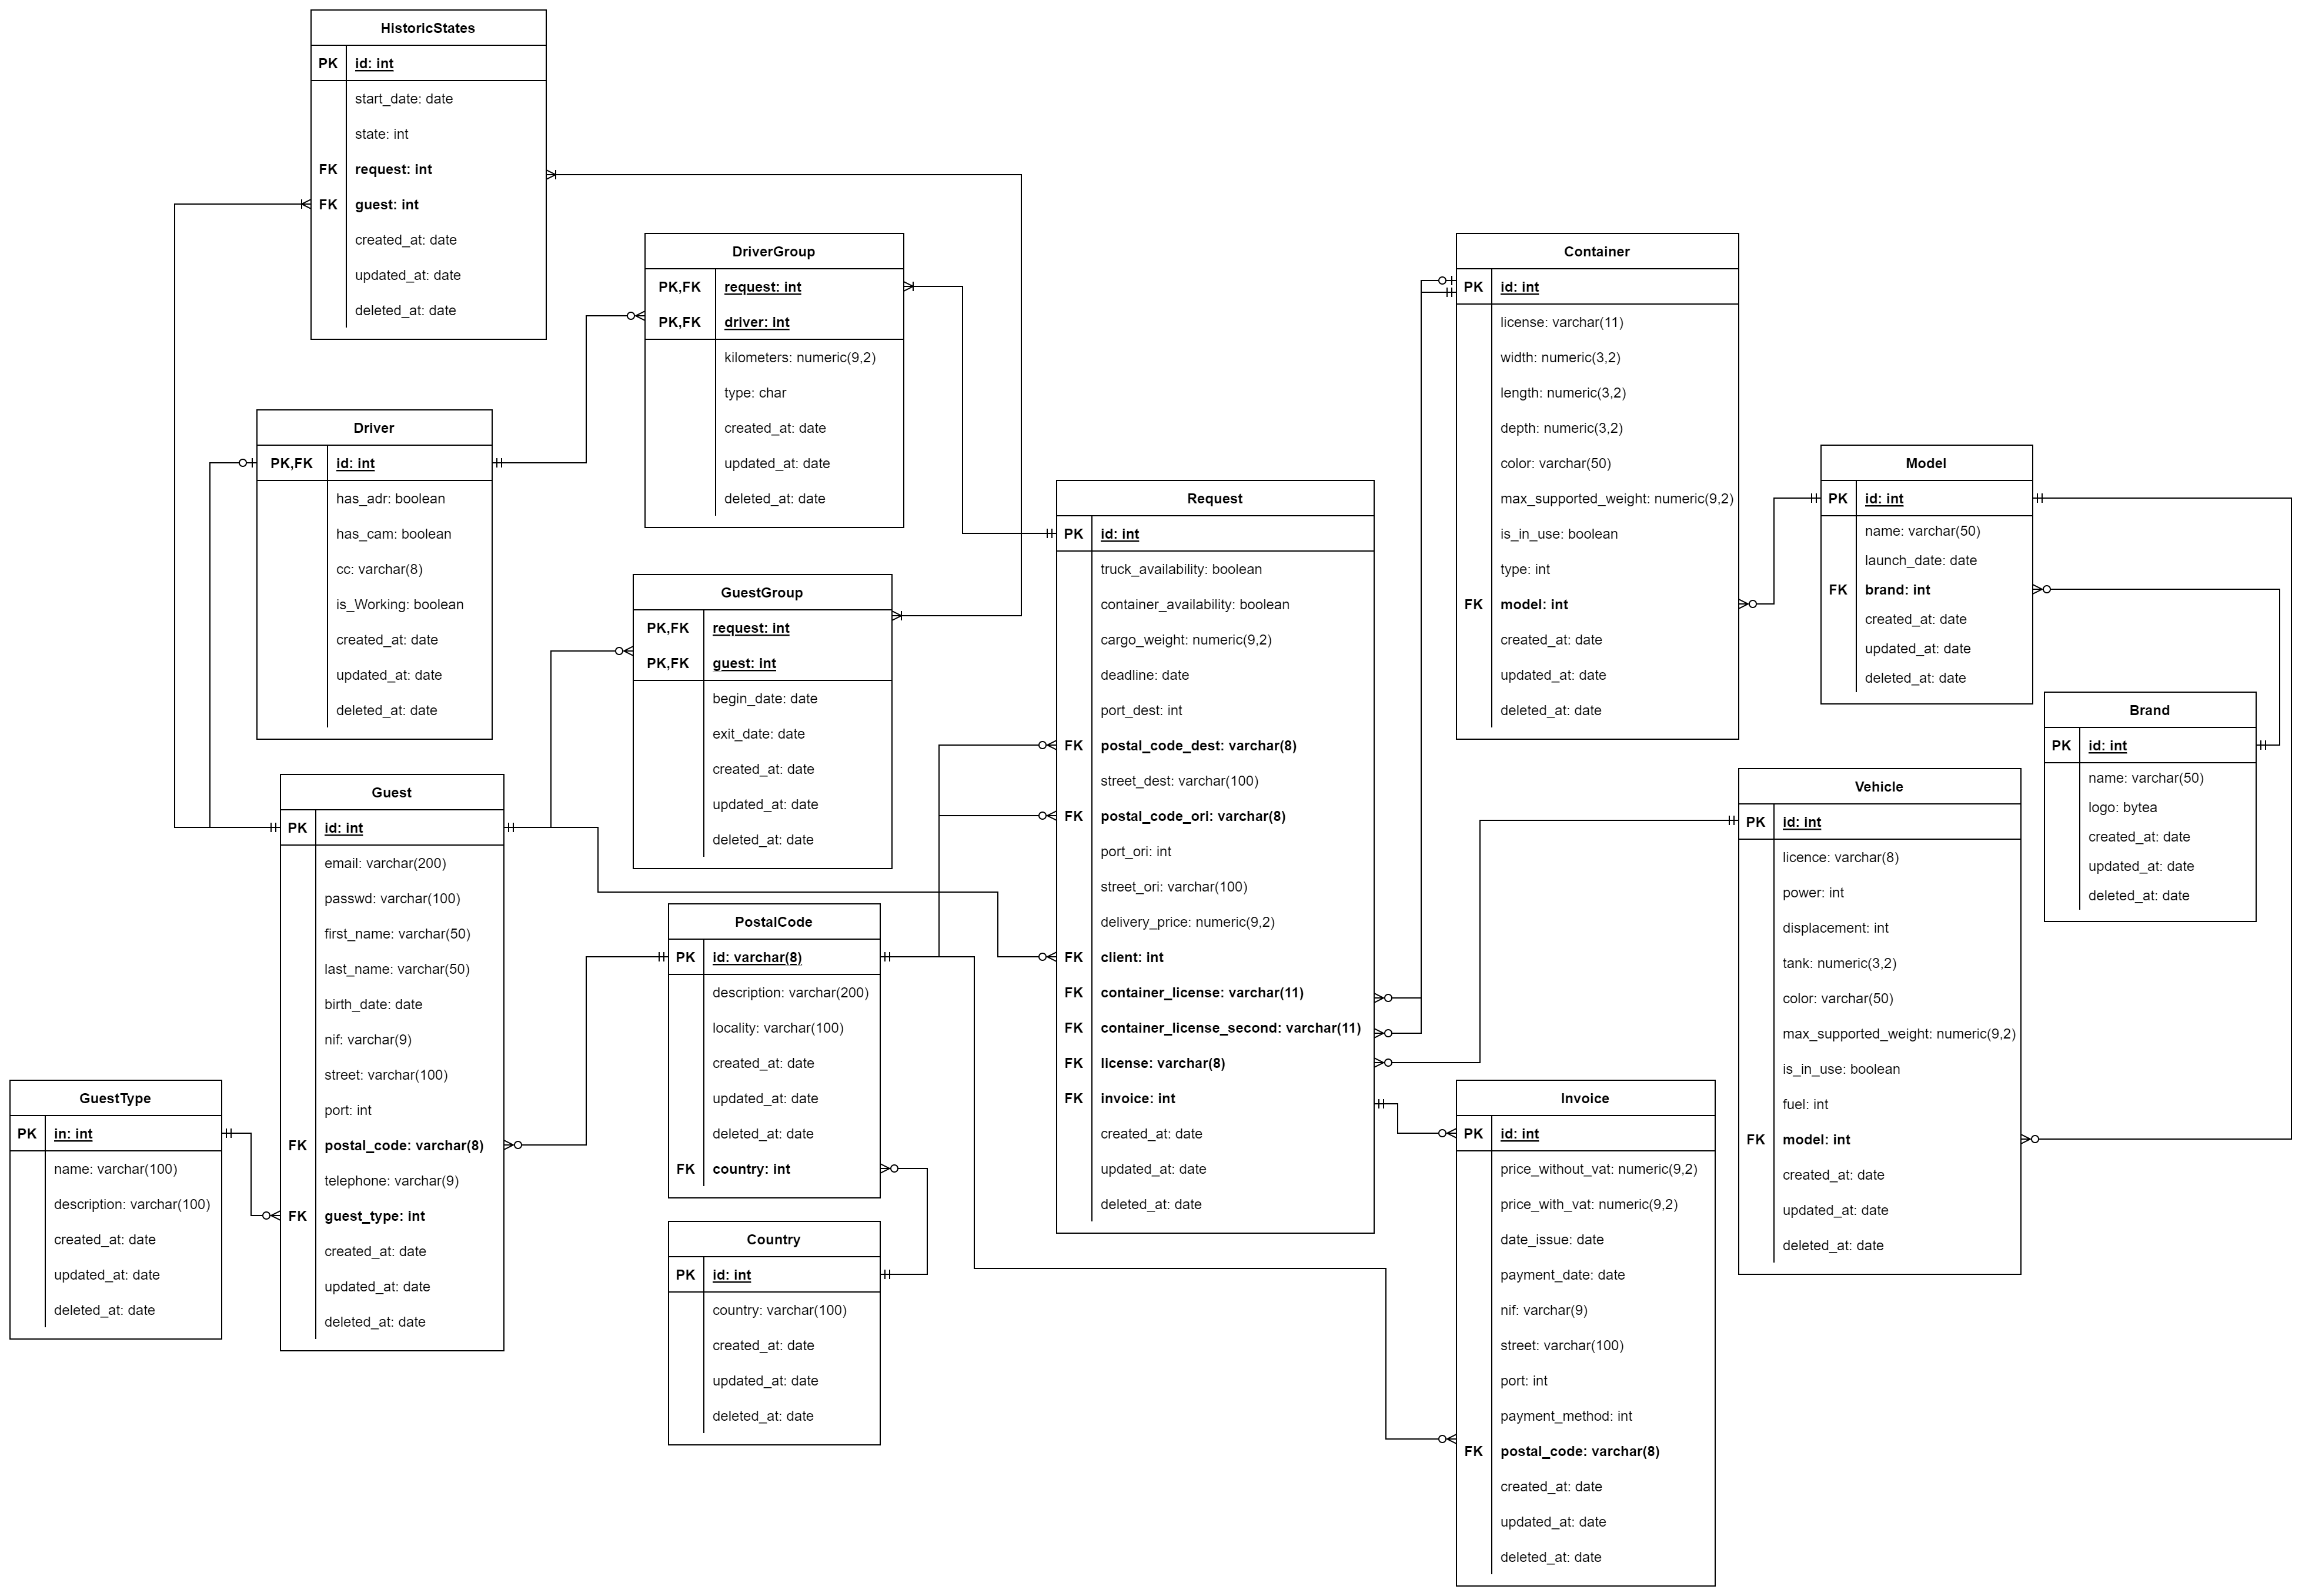 HistoricStates
PK id: int
start_date: date
state: int
FK request: int
FK guest: int
created_at: date
updated_at: date
deleted_at: date
DriverGroup
PK,FK request: int
PK,FK driver: int
kilometers: numeric(9,2)
type: char
created_at: date
updated_at: date
deleted_at: date
Container
PK id: int
license: varchar(11)
width: numeric(3,2)
length: numeric(3,2)
depth: numeric(3,2)
color: varchar(50)
max_supported_weight: numeric(9,2)
is_in_use: boolean
type: int
FK model: int
created_at: date
updated_at: date
deleted_at: date
Driver
PK,FK id: int
has_adr: boolean
has_cam: boolean
cc: varchar(8)
is_Working: boolean
created_at: date
updated_at: date
deleted_at: date
Model
PK id: int
name: varchar(50)
launch_date: date
FK brand: int
created_at: date
updated_at: date
deleted_at: date
Request
PK id: int
truck_availability: boolean
container_availability: boolean
cargo_weight: numeric(9,2)
deadline: date
port_dest: int
FK postal_code_dest: varchar(8)
street_dest: varchar(100)
FK postal_code_ori: varchar(8)
port_ori: int
street_ori: varchar(100)
delivery_price: numeric(9,2)
FK client: int
FK container_license: varchar(11)
FK container_license_second: varchar(11)
FK license: varchar(8)
FK invoice: int
created_at: date
updated_at: date
deleted_at: date
GuestGroup
PK,FK request: int
PK,FK guest: int
begin_date: date
exit_date: date
created_at: date
updated_at: date
deleted_at: date
Brand
PK id: int
name: varchar(50)
logo: bytea
created_at: date
updated_at: date
deleted_at: date
Vehicle
PK id: int
licence: varchar(8)
power: int
displacement: int
tank: numeric(3,2)
color: varchar(50)
max_supported_weight: numeric(9,2)
is_in_use: boolean
fuel: int
FK model: int
created_at: date
updated_at: date
deleted_at: date
Guest
PK id: int
email: varchar(200)
passwd: varchar(100)
first_name: varchar(50)
last_name: varchar(50)
birth_date: date
nif: varchar(9)
street: varchar(100)
port: int
FK postal_code: varchar(8)
telephone: varchar(9)
FK guest_type: int
created_at: date
updated_at: date
deleted_at: date
PostalCode
PK id: varchar(8)
description: varchar(200)
locality: varchar(100)
created_at: date
updated_at: date
deleted_at: date
FK country: int
GuestType
PK in: int
name: varchar(100)
description: varchar(100)
created_at: date
updated_at: date
deleted_at: date
Invoice
PK id: int
price_without_vat: numeric(9,2)
price_with_vat: numeric(9,2)
date_issue: date
payment_date: date
nif: varchar(9)
street: varchar(100)
port: int
payment_method: int
FK postal_code: varchar(8)
created_at: date
updated_at: date
deleted_at: date
Country
PK id: int
country: varchar(100)
created_at: date
updated_at: date
deleted_at: date